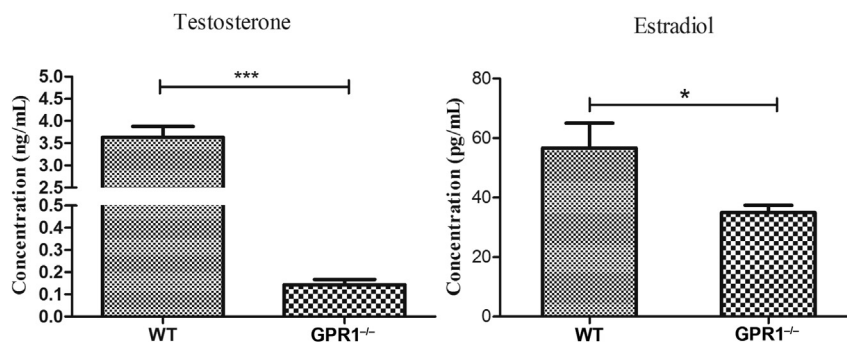 Testosterone
***
Concentration (ng/mL)
5.0
4.5
4.0
3.5
3.0
2.5
0.5
0.4
0.3
0.2
0.1
0.0
WT
GPR1⁻/⁻
Estradiol
*
Concentration (pg/mL)
80
60
40
20
0
WT
GPR1⁻/⁻